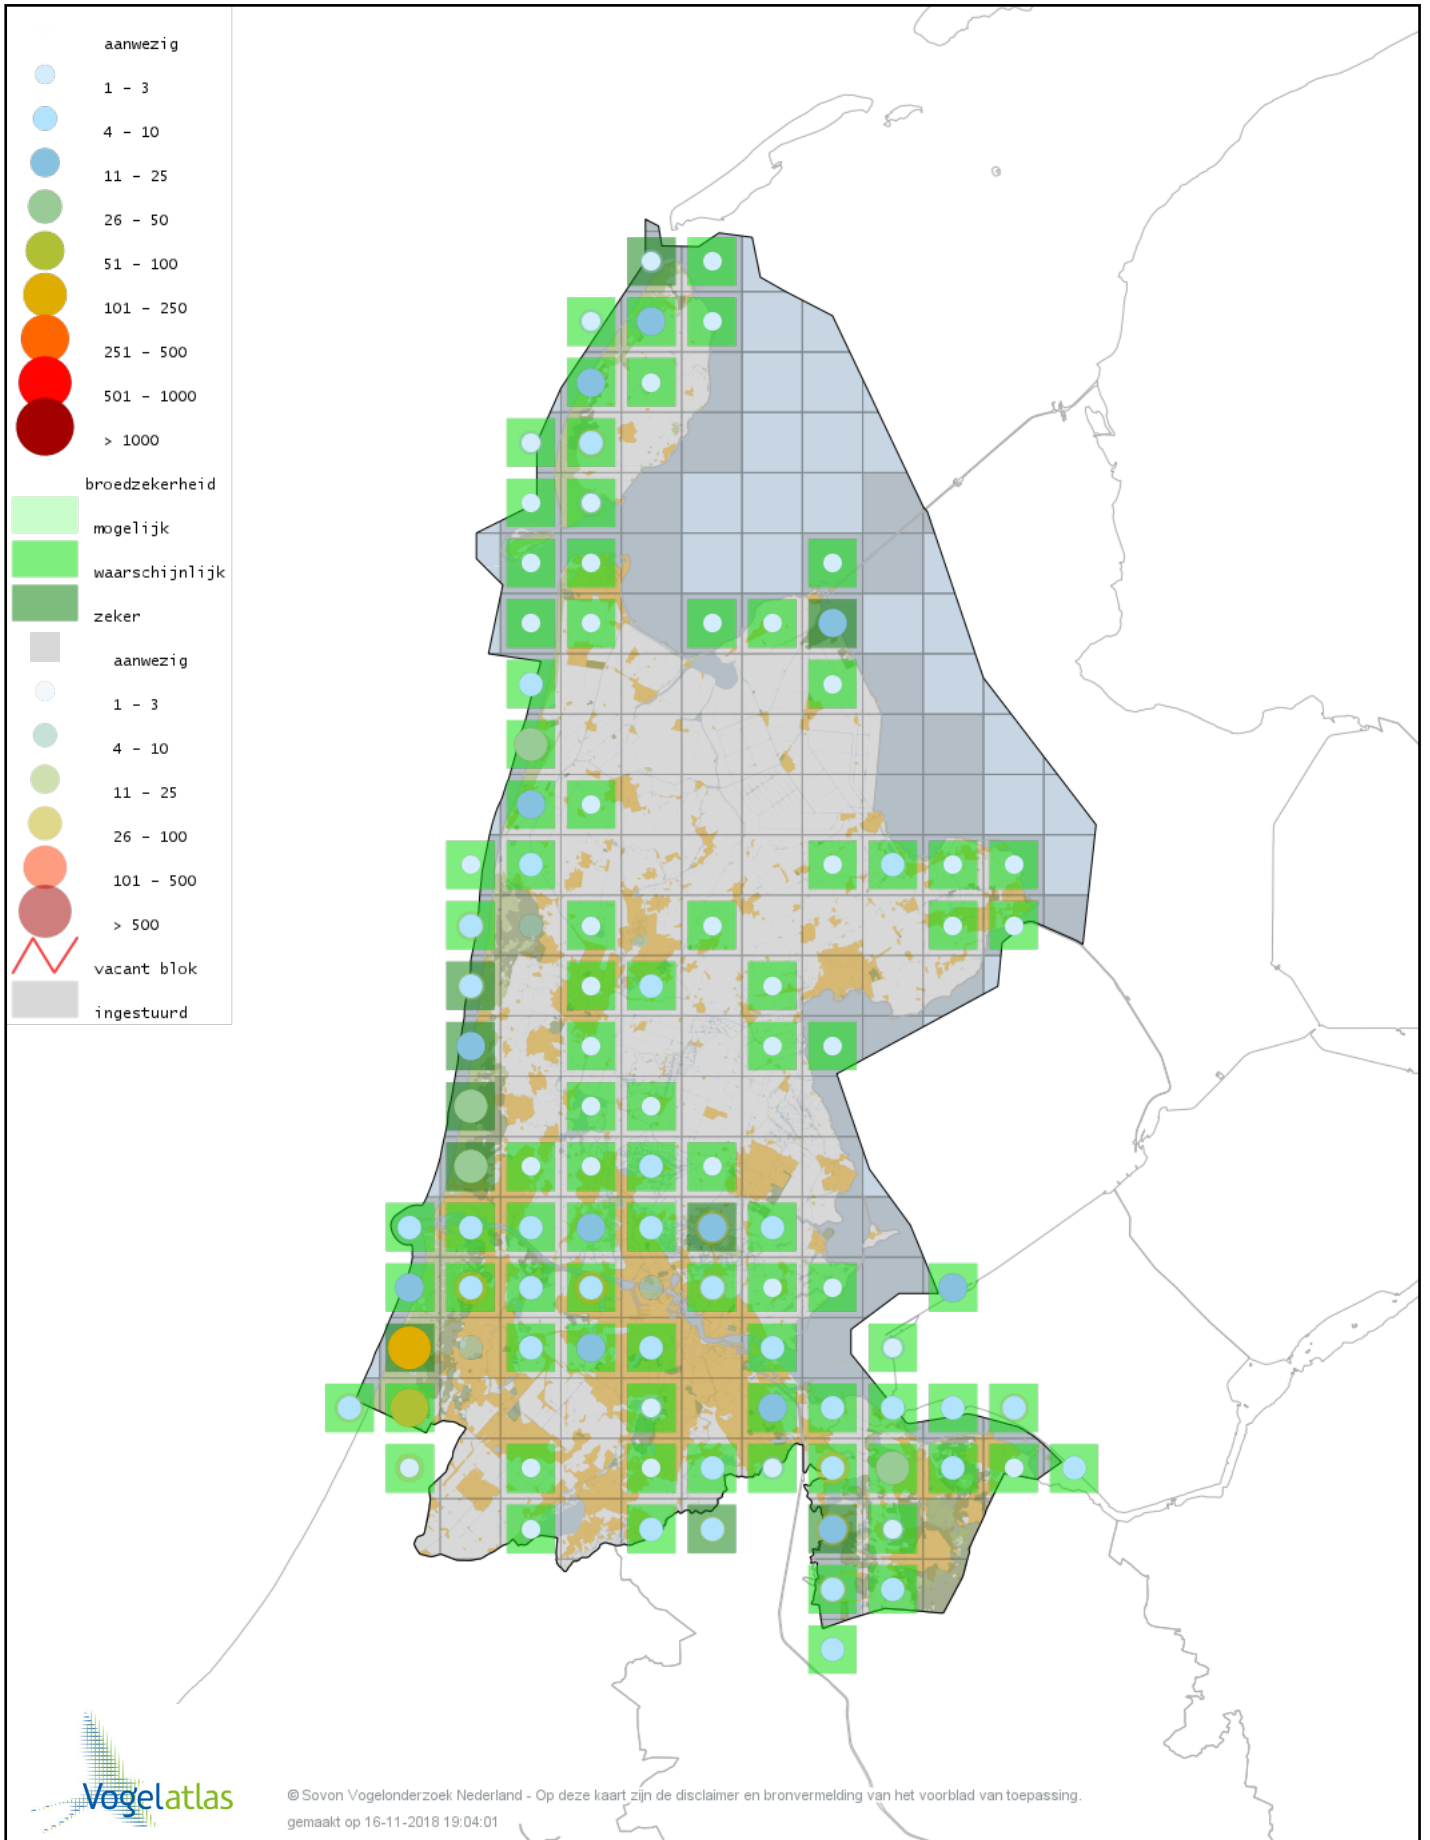 aanwezig
1 - 3
4 - 10
11 - 25
26 - 50
51 - 100
101 - 250
251 - 500
501 - 1000
> 1000
broedzekerheid
mogelijk
waarschijnlijk
zeker
aanwezig
1 - 3
4 - 10
11 - 25
26 - 100
101 - 500
> 500
vacant blok
ingestuurd
Vogelatlas
© Sovon Vogelonderzoek Nederland - Op deze kaart zijn de disclaimer en bronvermelding van het voorblad van toepassing.
gemaakt op 16-11-2018 19:04:01